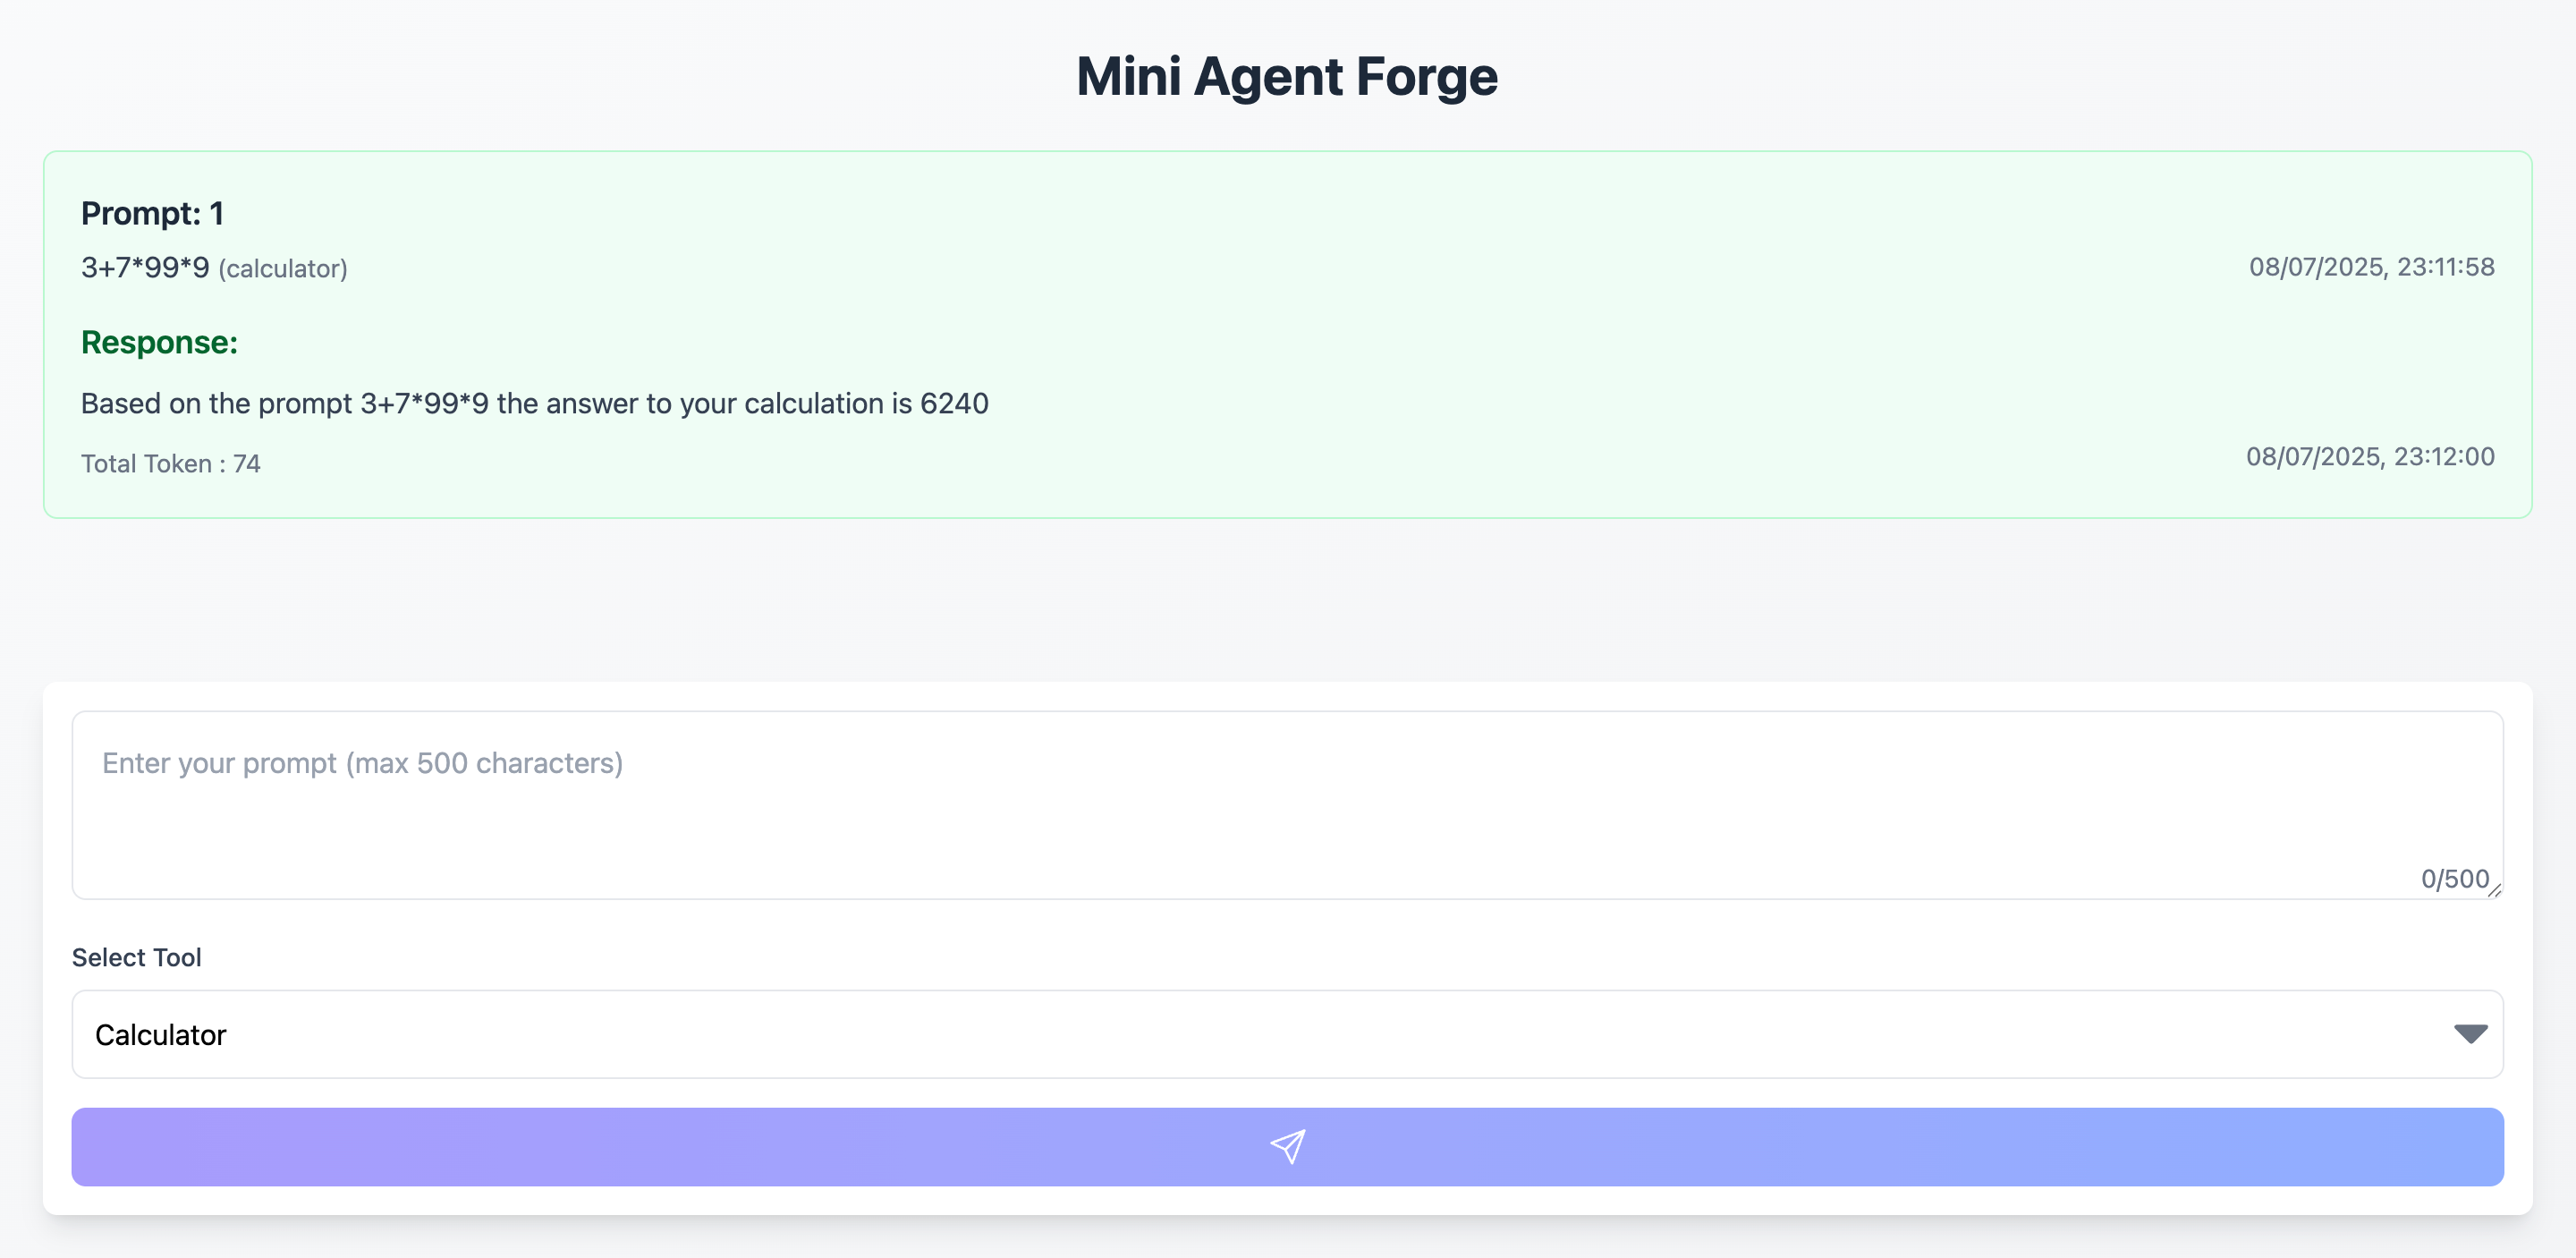 Mini Agent Forge
Prompt: 1
3+7*99*9 (calculator)
08/07/2025, 23:11:58
Response:
Based on the prompt 3+7*99*9 the answer to your calculation is 6240
Total Token : 74
08/07/2025, 23:12:00
Enter your prompt (max 500 characters)
0/500
Select Tool
Calculator